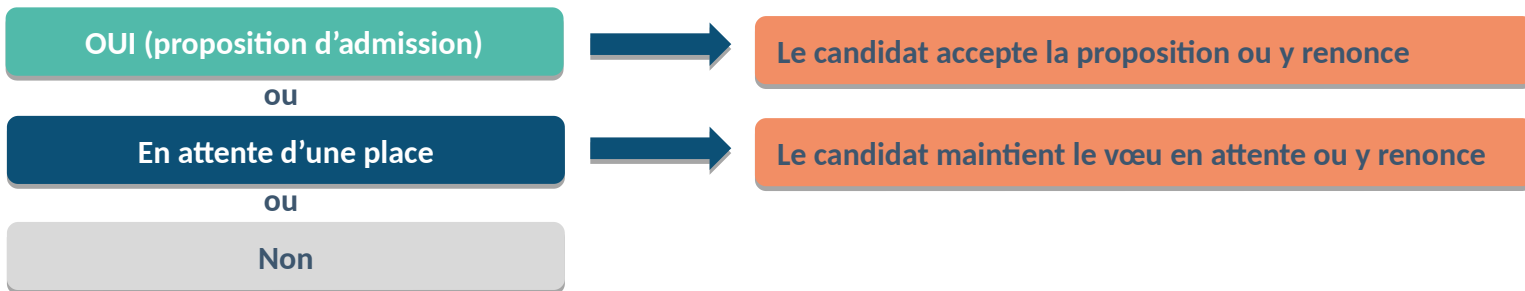 OUI (proposition d’admission)
Le candidat accepte la proposition ou y renonce
ou
En attente d’une place
Le candidat maintient le vœu en attente ou y renonce
ou
Non